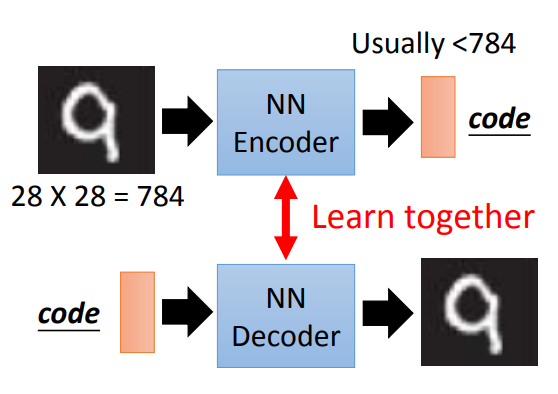 Usually <784
NN
Encoder
code
28 X 28 = 784
Learn together
code
NN
Decoder